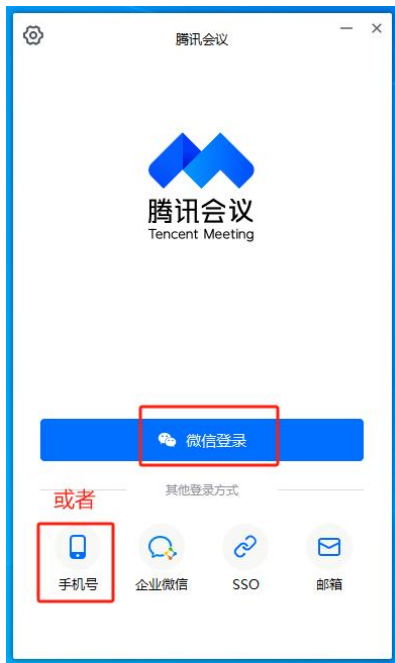 腾讯会议
腾讯会议
Tencent Meeting
微信登录
其他登录方式
或者
手机号 企业微信 SSO 邮箱